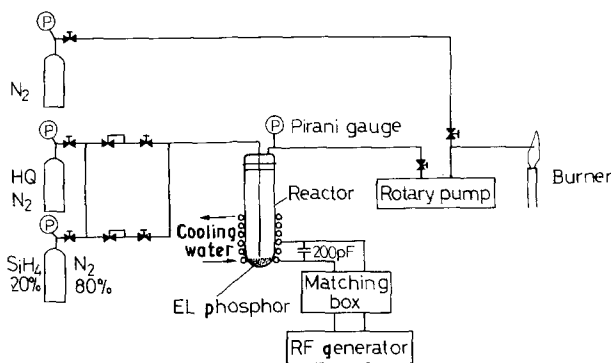 P
N2
P
HQ
N2
P
SiH4 N2
20% 80%
P Pirani gauge
Reactor
Rotary pump
Burner
Cooling
water
200pF
EL phosphor
Matching
box
RF generator